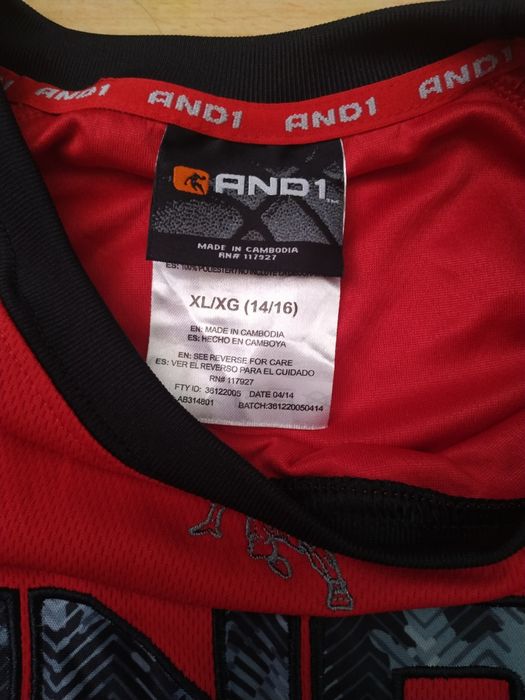 AND1 AND1 AND1 AND1
AND1
TM
MADE IN CAMBODIA
RN# 117927
XL/XG (14/16)
EN: MADE IN CAMBODIA
ES: HECHO EN CAMBOYA
EN: SEE REVERSE FOR CARE
ES: VER EL REVERSO PARA EL CUIDADO
RN# 117927
FTY ID: 36122005 DATE 04/14
-AB314801 BATCH:361220050414